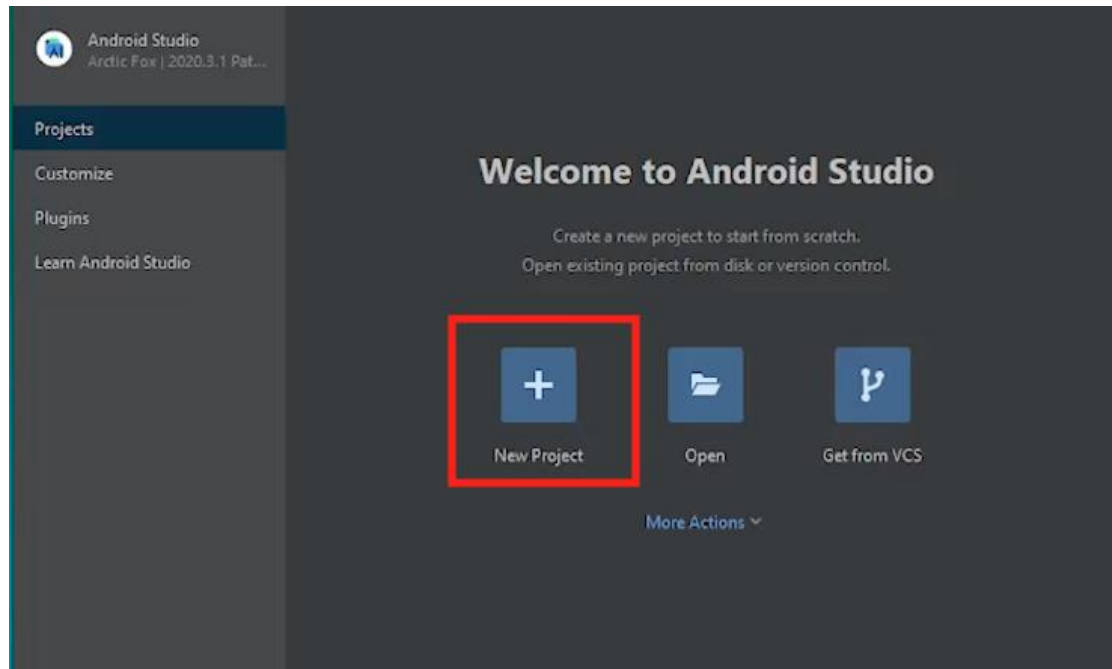 Android Studio
Arctic Fox | 2020.3.1 Pat...
Projects
Customize
Plugins
Learn Android Studio
Welcome to Android Studio
Create a new project to start from scratch.
Open existing project from disk or version control.
New Project
Open
Get from VCS
More Actions